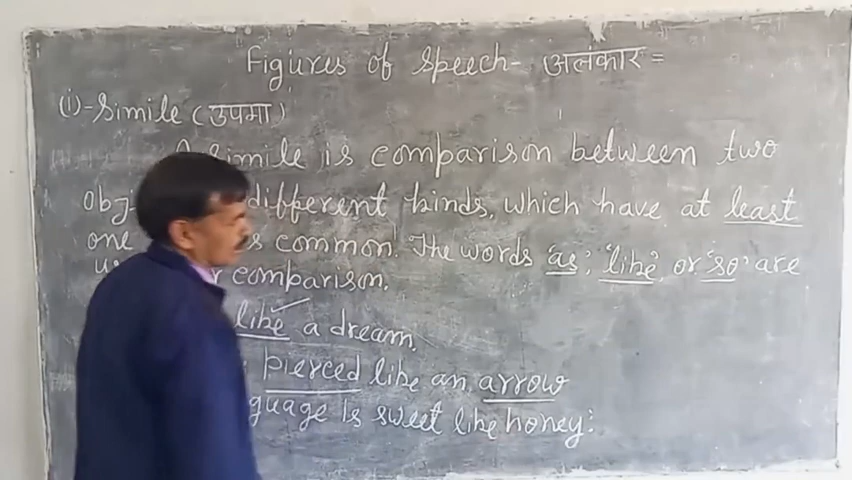 Figures of Speech- अलंकार =
(i)-Simile (उपमा)
A simile is comparison between two
different kinds, which have at least
one common. The words 'as', 'like' or 'so' are
comparison.
like a dream.
pierced like an arrow
is sweet like honey: